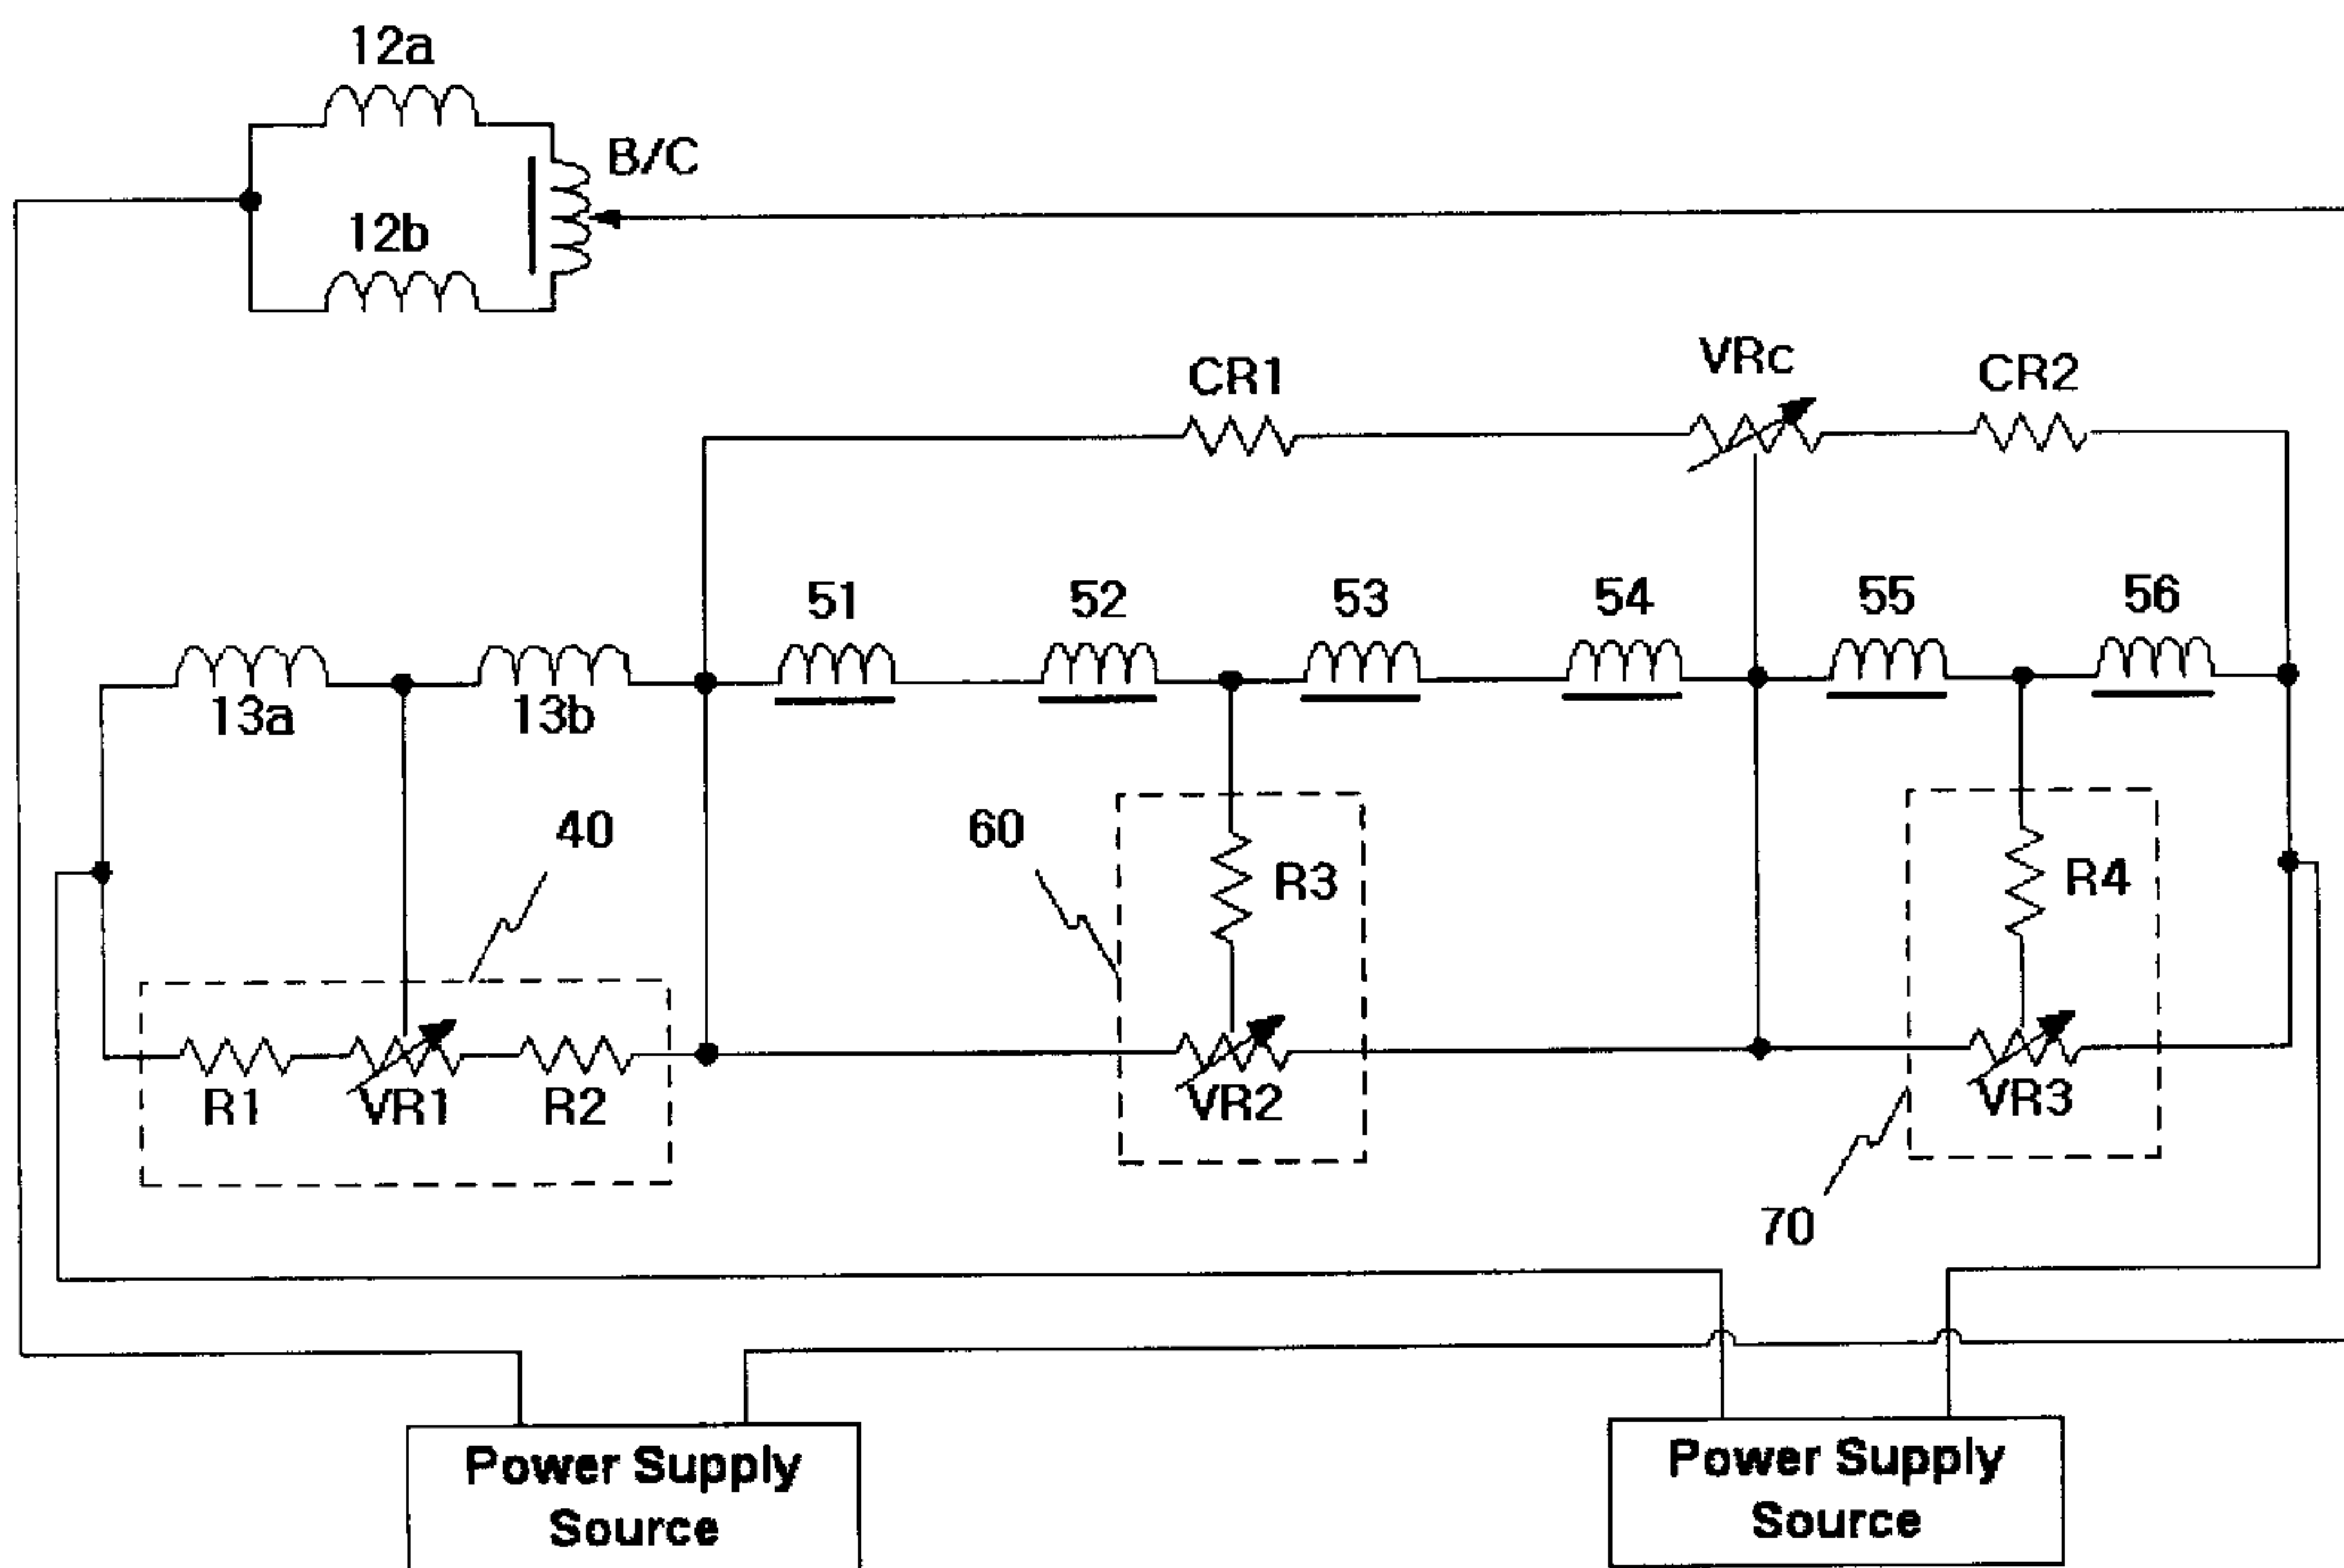 12a
B/C
12b
CR1
VRc
CR2
51
52
53
54
55
56
13a
13b
40
60
R3
R4
R1
VR1
R2
VR2
VR3
70
Power Supply
Source
Power Supply
Source